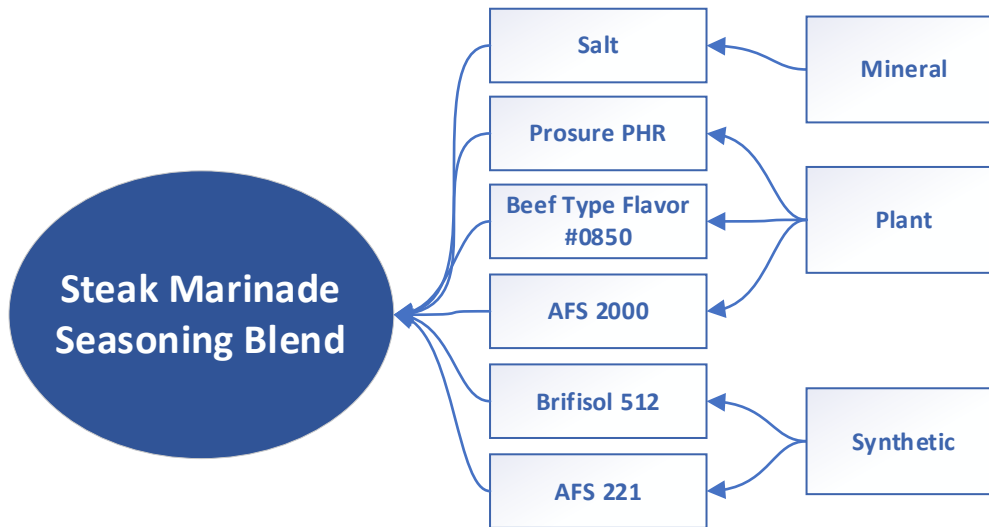 Salt
Mineral
Prosure PHR
Beef Type Flavor
#0850
Plant
Steak Marinade
Seasoning Blend
AFS 2000
Brifisol 512
Synthetic
AFS 221